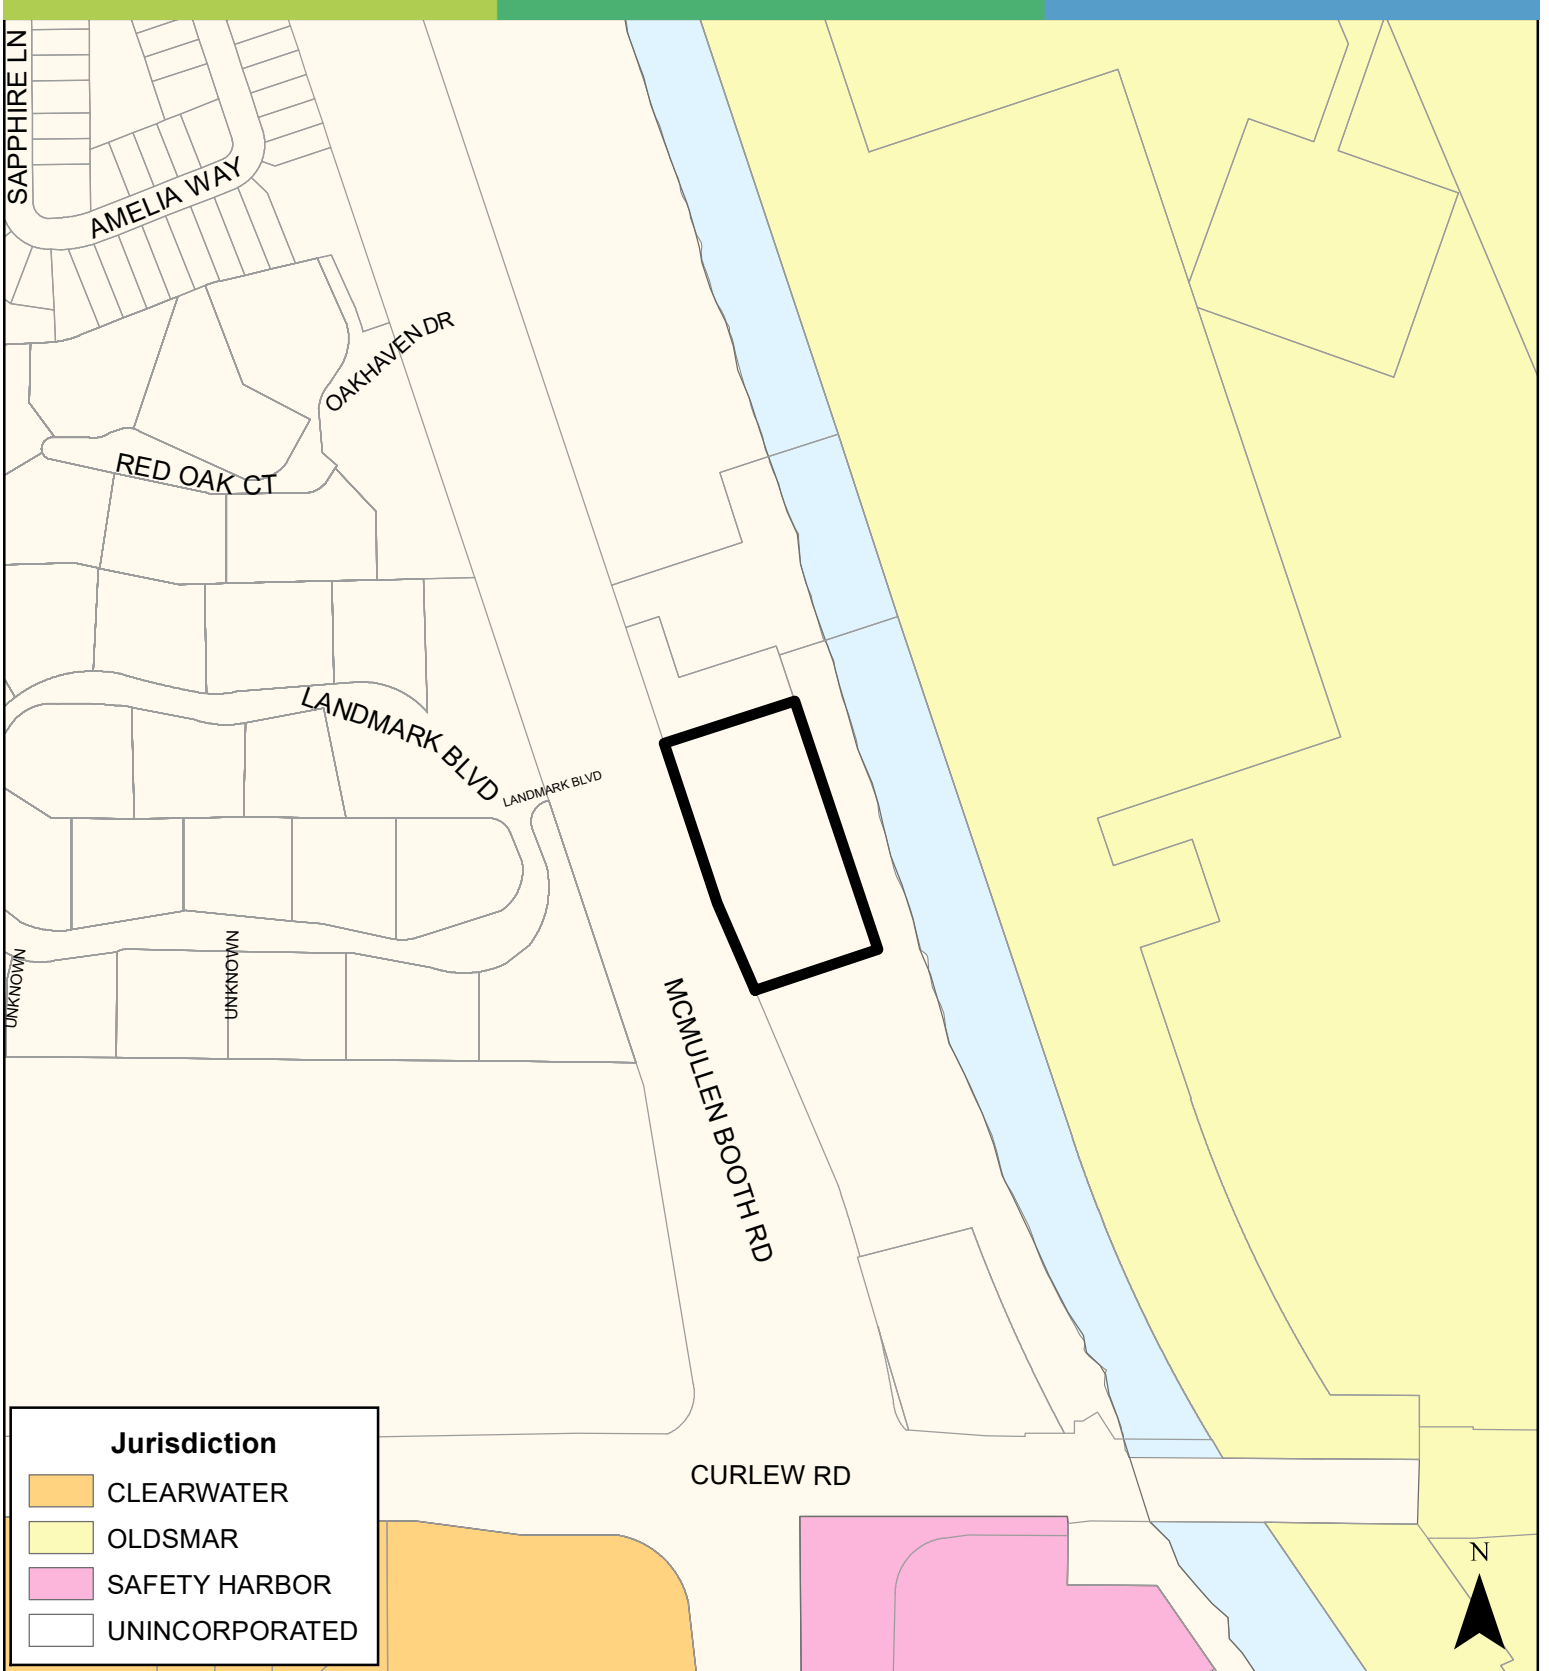 SAPPHIRE LN
AMELIA WAY
OAKHAVEN DR
RED OAK CT
LANDMARK BLVD
LANDMARK BLVD
UNKNOWN
UNKNOWN
MCMULLEN BOOTH RD
CURLEW RD
Jurisdiction
CLEARWATER
OLDSMAR
SAFETY HARBOR
UNINCORPORATED
N